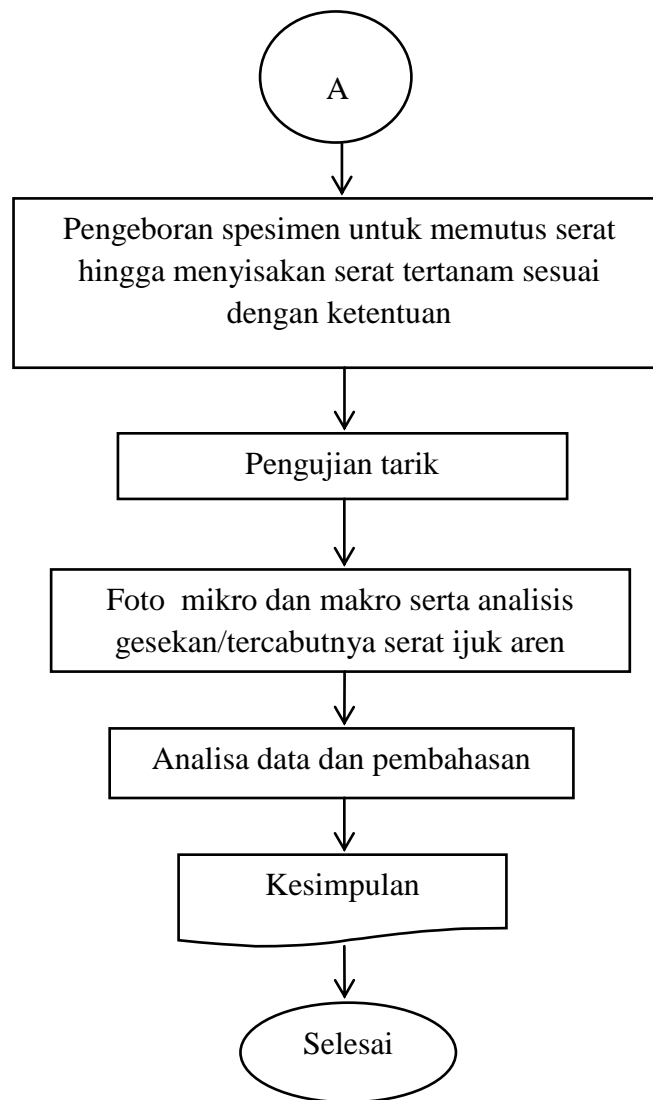 A
Pengeboran spesimen untuk memutus serat
hingga menyisakan serat tertanam sesuai
dengan ketentuan
Pengujian tarik
Foto mikro dan makro serta analisis
gesekan/tercabutnya serat ijuk aren
Analisa data dan pembahasan
Kesimpulan
Selesai